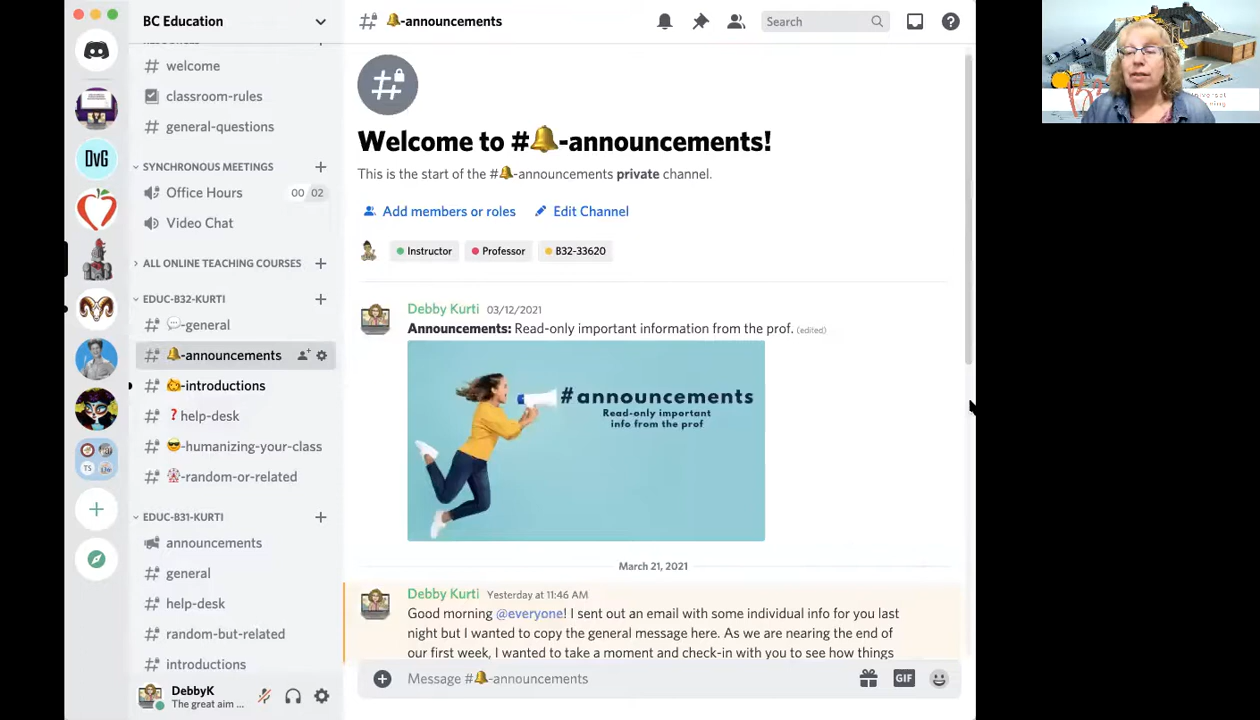 BC Education
welcome
classroom-rules
general-questions
SYNCHRONOUS MEETINGS
Office Hours 00 02
Video Chat
ALL ONLINE TEACHING COURSES
EDUC-B32-KURTI
💬-general
🔔-announcements
🙋-introductions
❓help-desk
😎-humanizing-your-class
🎡-random-or-related
EDUC-B31-KURTI
announcements
general
help-desk
random-but-related
introductions
DebbyK
The great aim ...
DvG
TS
🔔-announcements
Search
Welcome to #🔔-announcements!
This is the start of the #🔔-announcements private channel.
Add members or roles Edit Channel
Instructor Professor B32-33620
Debby Kurti 03/12/2021
Announcements: Read-only important information from the prof. (edited)
#announcements
Read-only important
info from the prof
March 21, 2021
Debby Kurti Yesterday at 11:46 AM
Good morning @everyone! I sent out an email with some individual info for you last
night but I wanted to copy the general message here. As we are nearing the end of
our first week, I wanted to take a moment and check-in with you to see how things
Message #🔔-announcements
GIF